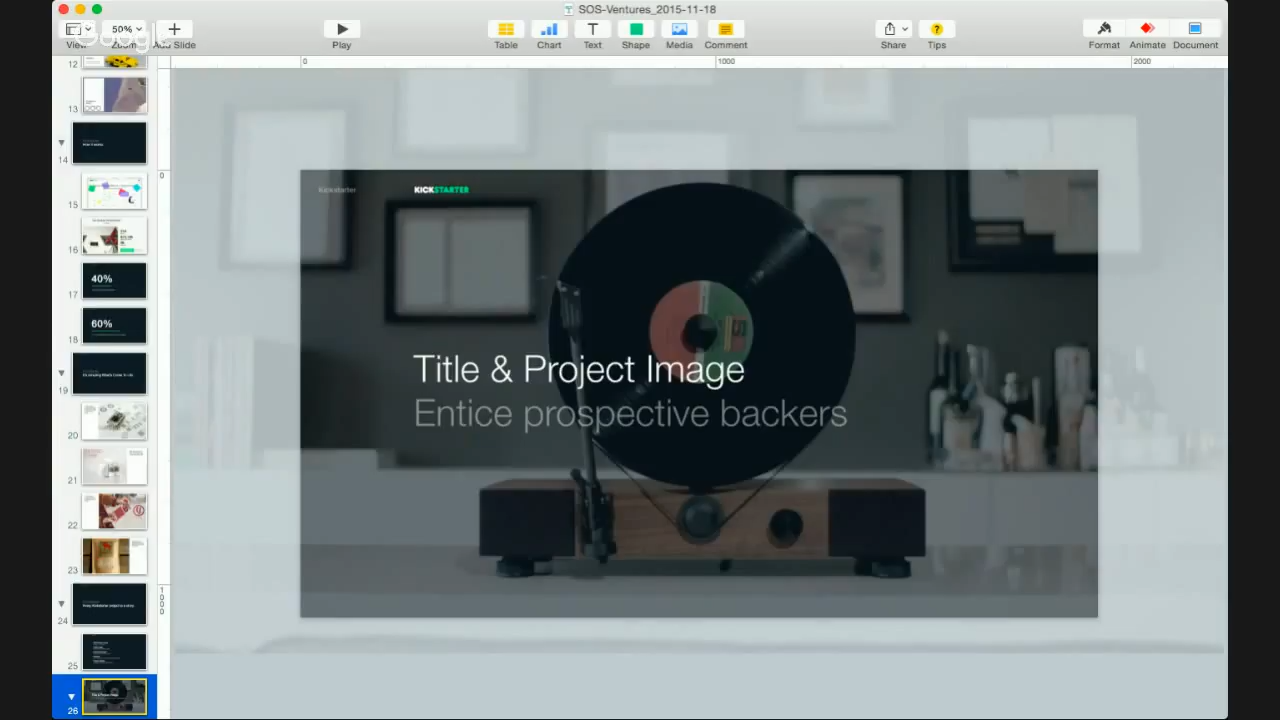 SOS-Ventures_2015-11-18
50%
View
Zoom
Add Slide
Play
Table
Chart
Text
Shape
Media
Comment
Share
Tips
Format
Animate
Document
0
1000
2000
0
1000
12
13
14
15
16
17
40%
18
60%
19
20
21
22
23
24
25
26
Kickstarter
KICKSTARTER
Title & Project Image
Entice prospective backers